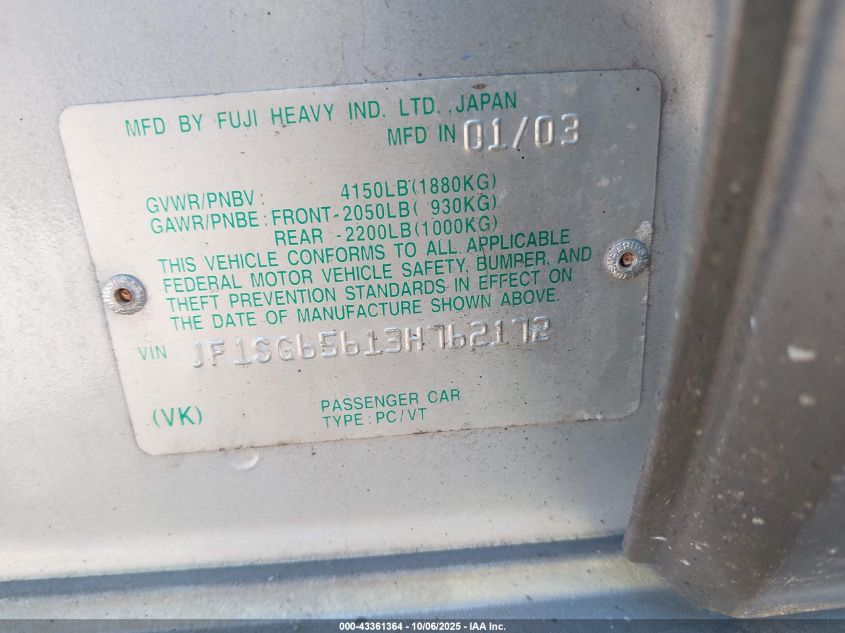 MFD BY FUJI HEAVY IND. LTD., JAPAN
MFD IN 01/03
GVWR/PNBV : 4150LB(1880KG)
GAWR/PNBE : FRONT-2050LB( 930KG)
REAR -2200LB(1000KG)
THIS VEHICLE CONFORMS TO ALL APPLICABLE
FEDERAL MOTOR VEHICLE SAFETY, BUMPER, AND
THEFT PREVENTION STANDARDS IN EFFECT ON
THE DATE OF MANUFACTURE SHOWN ABOVE.
VIN JF1SG65613H762172
(VK)
PASSENGER CAR
TYPE : PC/VT
000-43361364 - 10/06/2025 - IAA Inc.